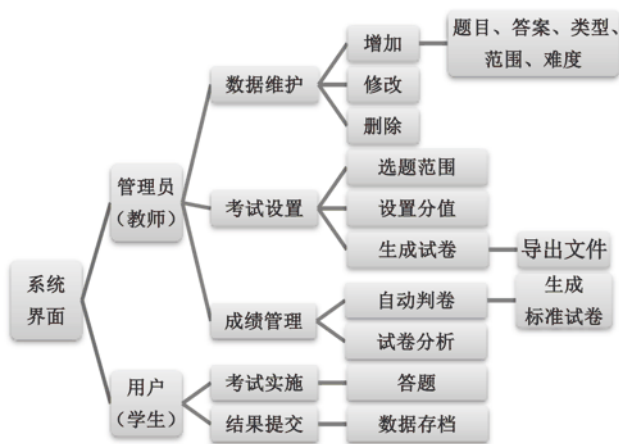 系统
界面
管理员
（教师）
数据维护
增加
题目、答案、类型、
范围、难度
修改
删除
考试设置
选题范围
设置分值
生成试卷
导出文件
成绩管理
自动判卷
生成
标准试卷
试卷分析
用户
（学生）
考试实施
答题
结果提交
数据存档